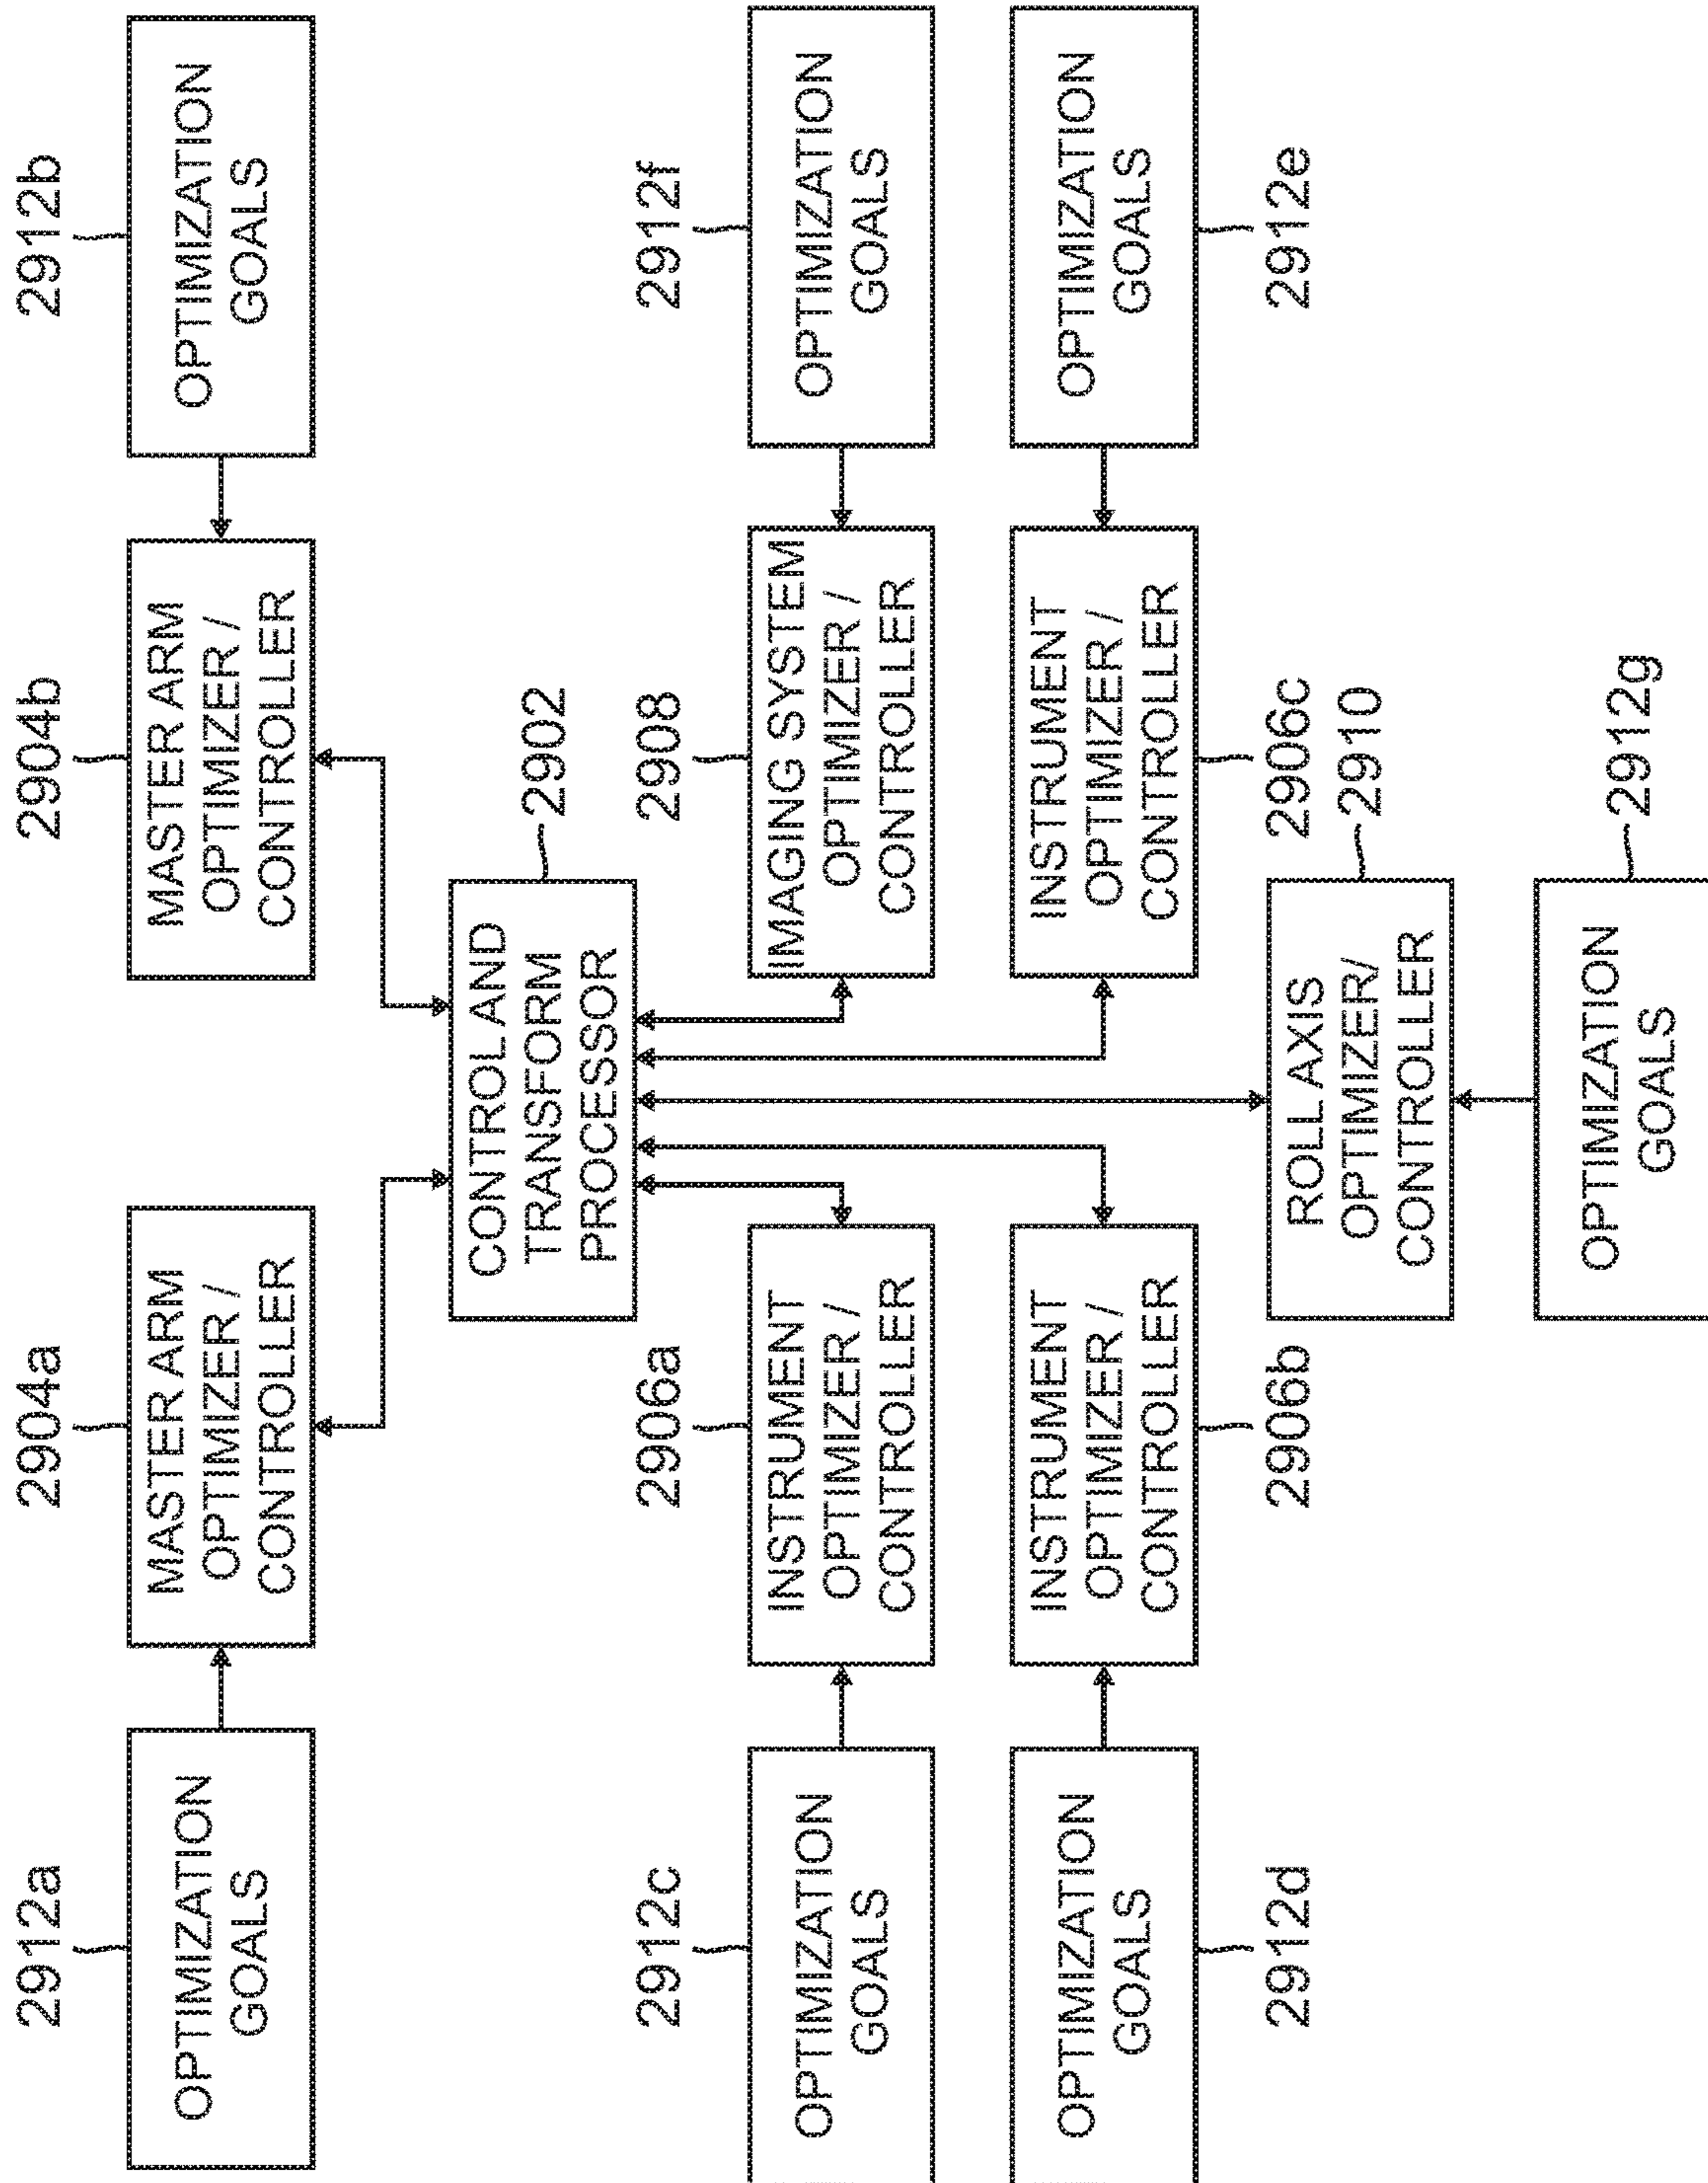 2912a
OPTIMIZATION
GOALS
2904a
MASTER ARM
OPTIMIZER /
CONTROLLER
2904b
MASTER ARM
OPTIMIZER /
CONTROLLER
2912b
OPTIMIZATION
GOALS
CONTROL AND
TRANSFORM
PROCESSOR
2902
2912c
OPTIMIZATION
GOALS
2906a
INSTRUMENT
OPTIMIZER /
CONTROLLER
2908
IMAGING SYSTEM
OPTIMIZER /
CONTROLLER
2912f
OPTIMIZATION
GOALS
OPTIMIZATION
GOALS
2912d
INSTRUMENT
OPTIMIZER /
CONTROLLER
2906b
INSTRUMENT
OPTIMIZER /
CONTROLLER
2906c
OPTIMIZATION
GOALS
2912e
ROLL AXIS
OPTIMIZER/
CONTROLLER
2910
OPTIMIZATION
GOALS
2912g